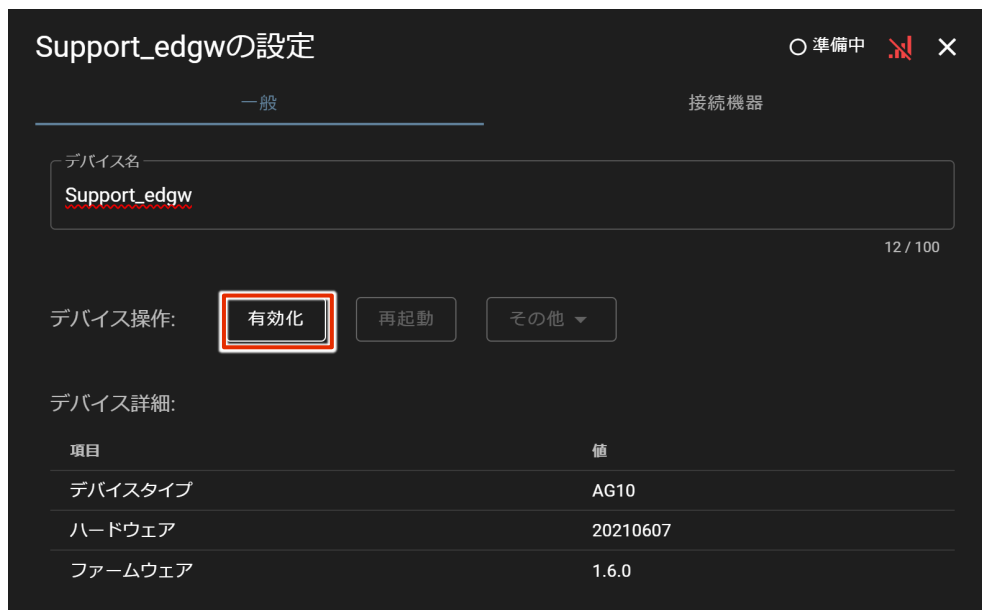 Support_edgwの設定 準備中
一般 接続機器
デバイス名
Support_edgw
12 / 100
デバイス操作: 有効化 再起動 その他
デバイス詳細:
項目 値
デバイスタイプ AG10
ハードウェア 20210607
ファームウェア 1.6.0